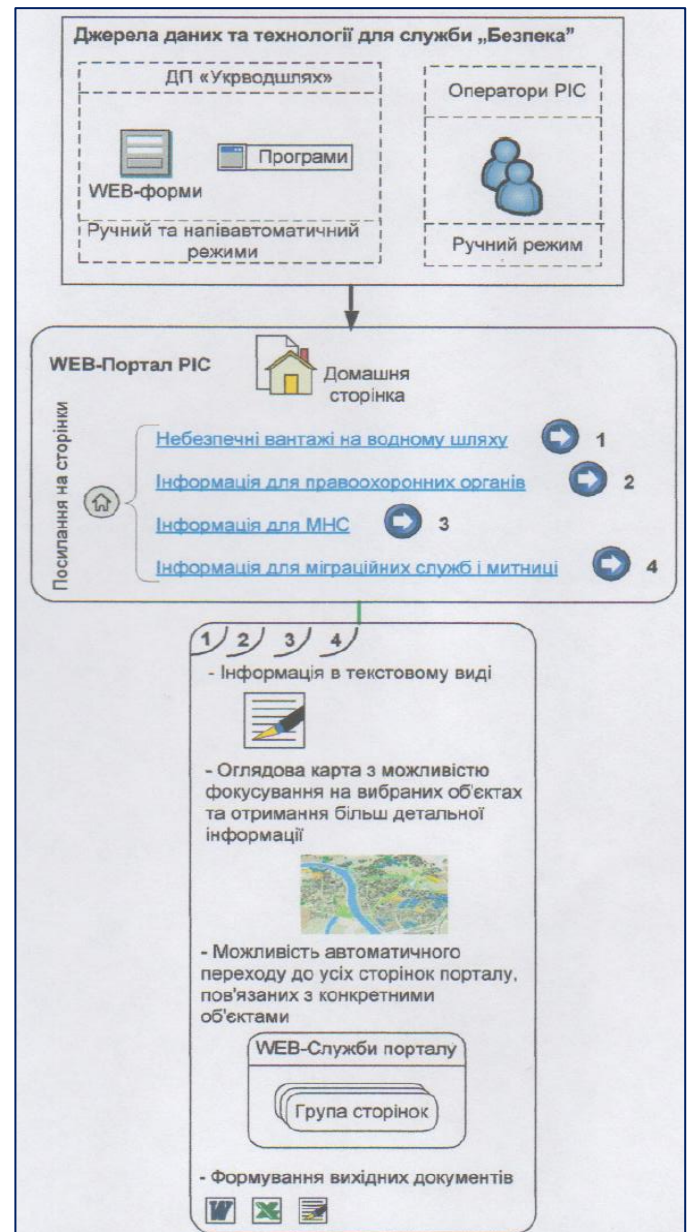 Джерела даних та технології для служби „Безпека”
ДП «Укрводшлях»
WEB-форми
Програми
Ручний та напівавтоматичний
режими
Оператори РІС
Ручний режим
WEB-Портал РІС
Домашня
сторінка
Посилання на сторінки
Небезпечні вантажі на водному шляху 1
Інформація для правоохоронних органів 2
Інформація для МНС 3
Інформація для міграційних служб і митниці 4
1 2 3 4
- Інформація в текстовому виді
- Оглядова карта з можливістю
фокусування на вибраних об'єктах
та отримання більш детальної
інформації
- Можливість автоматичного
переходу до усіх сторінок порталу,
пов'язаних з конкретними
об'єктами
WEB-Служби порталу
Група сторінок
- Формування вихідних документів
W X